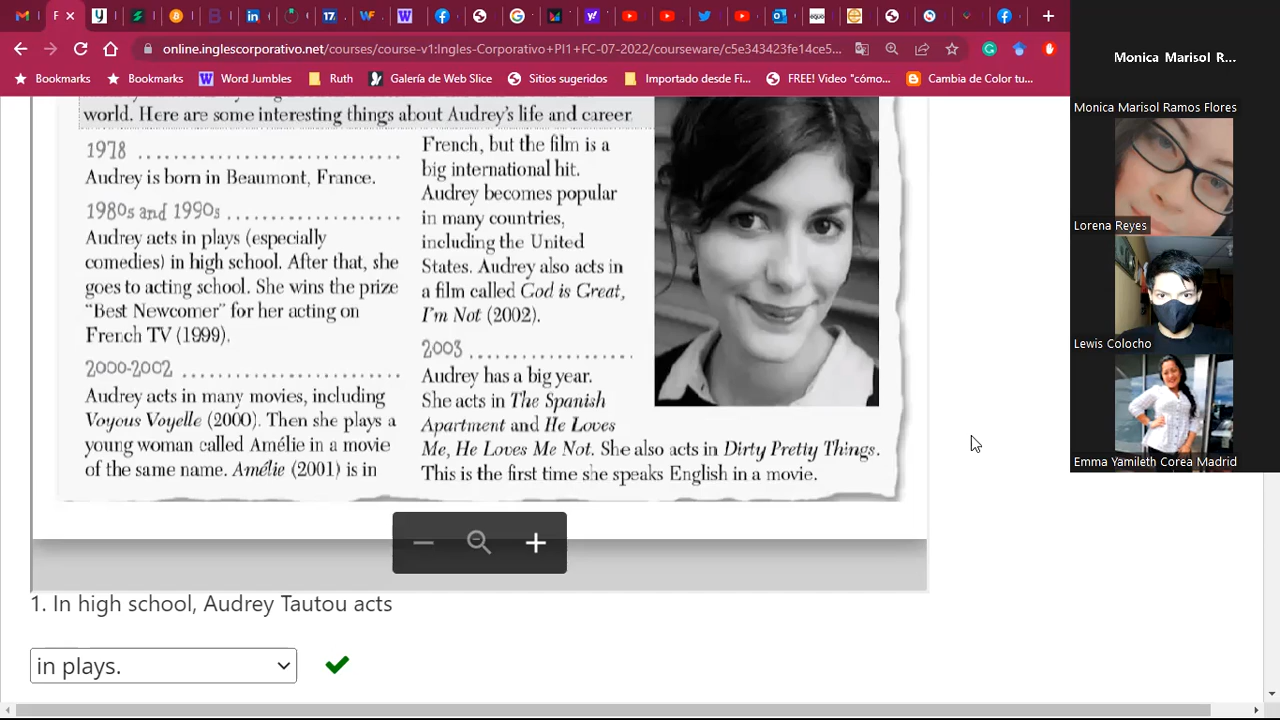 F
17
online.inglescorporativo.net/courses/course-v1:Ingles-Corporativo+PI1+FC-07-2022/courseware/c5e343423fe14ce5...
Bookmarks
Bookmarks
Word Jumbles
Ruth
Galería de Web Slice
Sitios sugeridos
Importado desde Fi...
FREE! Video "cómo...
Cambia de Color tu...
world. Here are some interesting things about Audrey's life and career
1978
Audrey is born in Beaumont, France.
1980s and 1990s
Audrey acts in plays (especially
comedies) in high school. After that, she
goes to acting school. She wins the prize
"Best Newcomer" for her acting on
French TV (1999).
2000-2002
Audrey acts in many movies, including
Voyous Voyelle (2000). Then she plays a
young woman called Amélie in a movie
of the same name. Amélie (2001) is in
French, but the film is a
big international hit.
Audrey becomes popular
in many countries,
including the United
States. Audrey also acts in
a film called God is Great,
I'm Not (2002).
2003
Audrey has a big year.
She acts in The Spanish
Apartment and He Loves
Me, He Loves Me Not. She also acts in Dirty Pretty Things.
This is the first time she speaks English in a movie.
1. In high school, Audrey Tautou acts
in plays.
Monica Marisol R...
Monica Marisol Ramos Flores
Lorena Reyes
Lewis Colocho
Emma Yamileth Corea Madrid